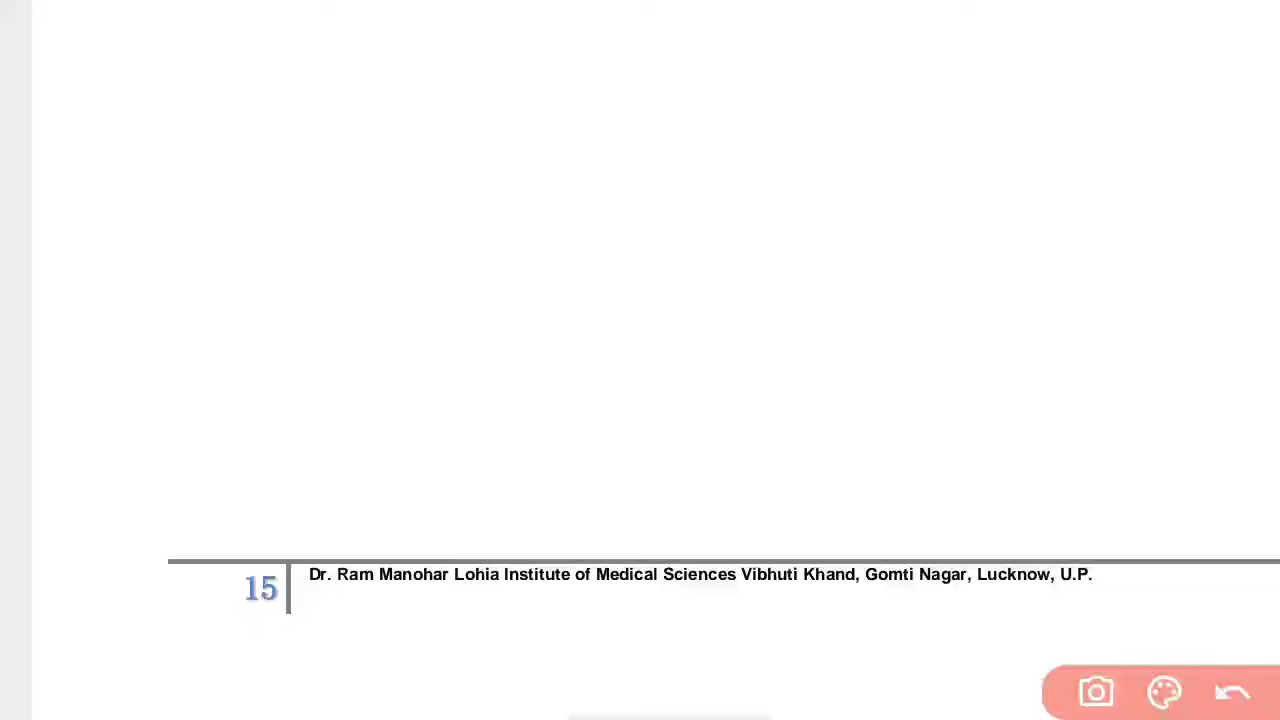 15 Dr. Ram Manohar Lohia Institute of Medical Sciences Vibhuti Khand, Gomti Nagar, Lucknow, U.P.